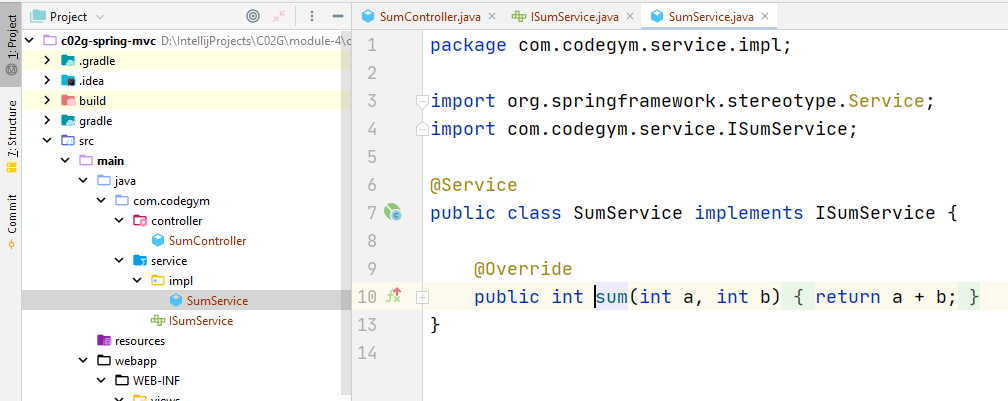 1: Project
7: Structure
Commit
Project
c02g-spring-mvc D:\IntellijProjects\C02G\module-4\c
.gradle
.idea
build
gradle
src
main
java
com.codegym
controller
SumController
service
impl
SumService
ISumService
resources
webapp
WEB-INF
views
SumController.java
ISumService.java
SumService.java
1 package com.codegym.service.impl;
2
3 import org.springframework.stereotype.Service;
4 import com.codegym.service.ISumService;
5
6 @Service
7 public class SumService implements ISumService {
8
9 @Override
10 public int sum(int a, int b) { return a + b; }
13 }
14